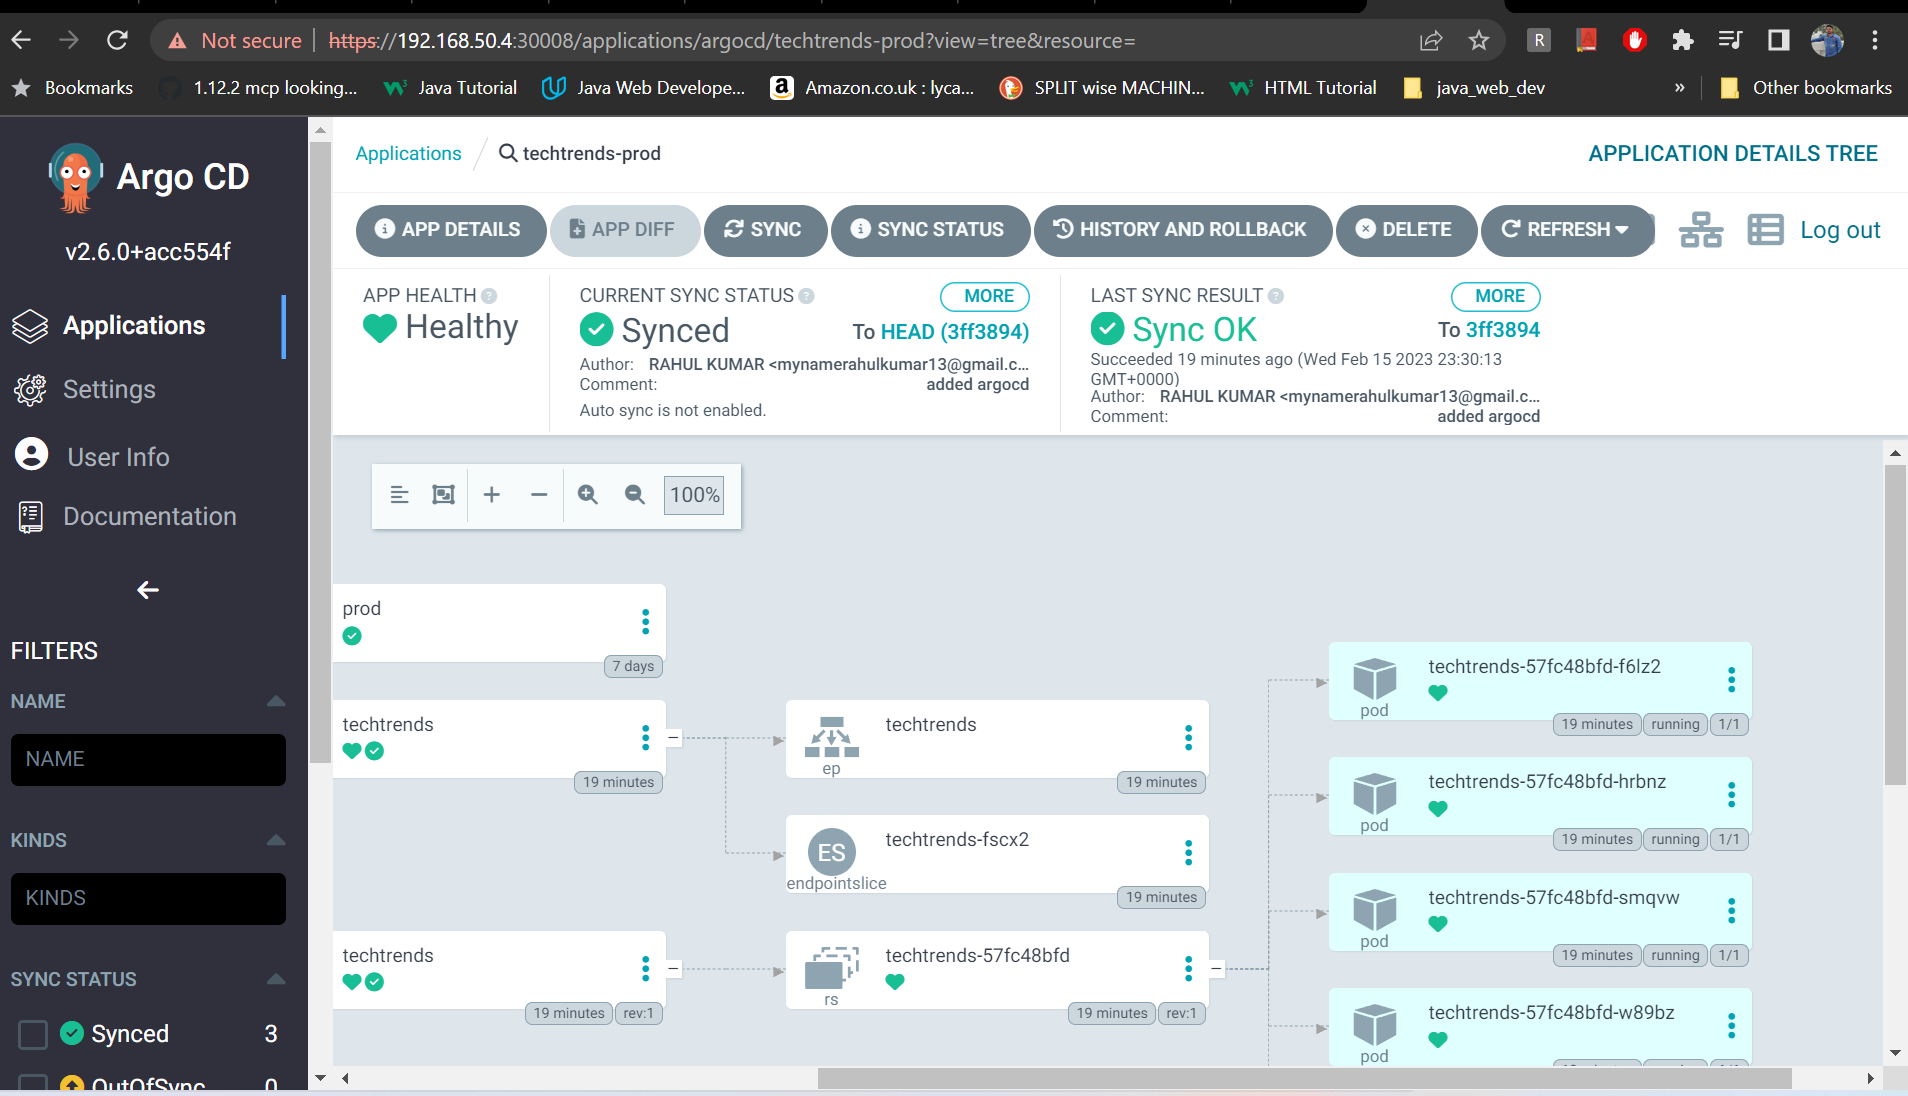 Not secure | https://192.168.50.4:30008/applications/argocd/techtrends-prod?view=tree&resource=
R
Bookmarks 1.12.2 mcp looking... Java Tutorial Java Web Develope... Amazon.co.uk : lyca... SPLIT wise MACHIN... HTML Tutorial java_web_dev » Other bookmarks
Argo CD
v2.6.0+acc554f
Applications
Settings
User Info
Documentation
FILTERS
NAME
NAME
KINDS
KINDS
SYNC STATUS
Synced 3
OutOfSync 0
Applications / techtrends-prod
APPLICATION DETAILS TREE
APP DETAILS APP DIFF SYNC SYNC STATUS HISTORY AND ROLLBACK DELETE REFRESH Log out
APP HEALTH
Healthy
CURRENT SYNC STATUS MORE
Synced To HEAD (3ff3894)
Author: RAHUL KUMAR <mynamerahulkumar13@gmail.c...
Comment: added argocd
Auto sync is not enabled.
LAST SYNC RESULT MORE
Sync OK To 3ff3894
Succeeded 19 minutes ago (Wed Feb 15 2023 23:30:13
GMT+0000)
Author: RAHUL KUMAR <mynamerahulkumar13@gmail.c...
Comment: added argocd
100%
prod
7 days
techtrends
19 minutes
techtrends
19 minutes rev:1
techtrends
ep
19 minutes
ES
techtrends-fscx2
endpointslice
19 minutes
techtrends-57fc48bfd
rs
19 minutes rev:1
techtrends-57fc48bfd-f6lz2
pod
19 minutes running 1/1
techtrends-57fc48bfd-hrbnz
pod
19 minutes running 1/1
techtrends-57fc48bfd-smqvw
pod
19 minutes running 1/1
techtrends-57fc48bfd-w89bz
pod